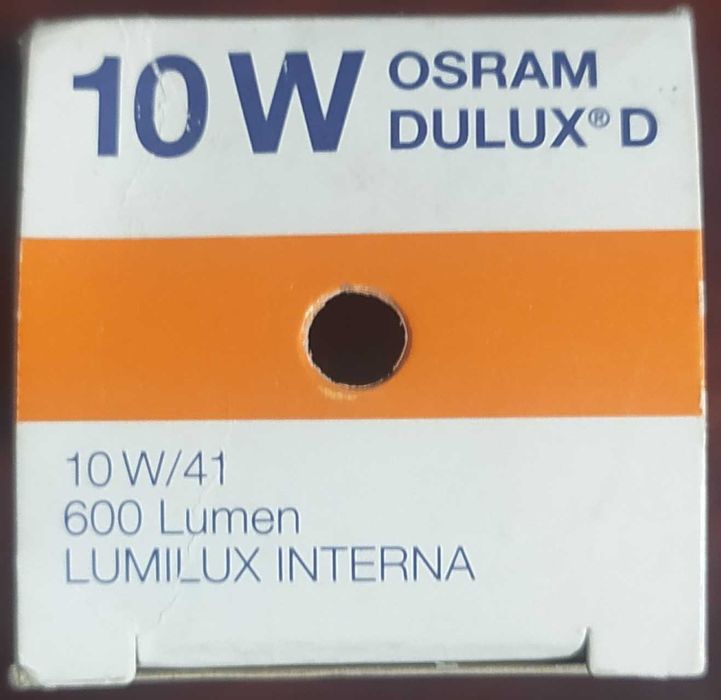 10 W OSRAM
DULUX® D
10 W/41
600 Lumen
LUMILUX INTERNA